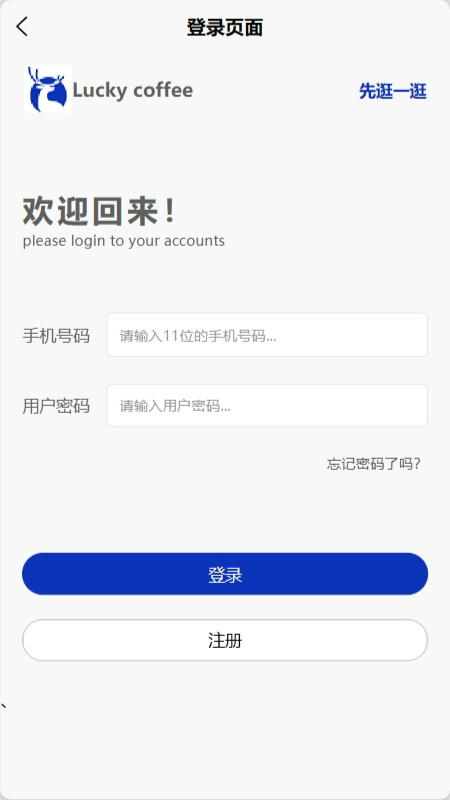 登录页面
Lucky coffee
先逛一逛
欢迎回来！
please login to your accounts
手机号码
请输入11位的手机号码...
用户密码
请输入用户密码...
忘记密码了吗?
登录
注册
、